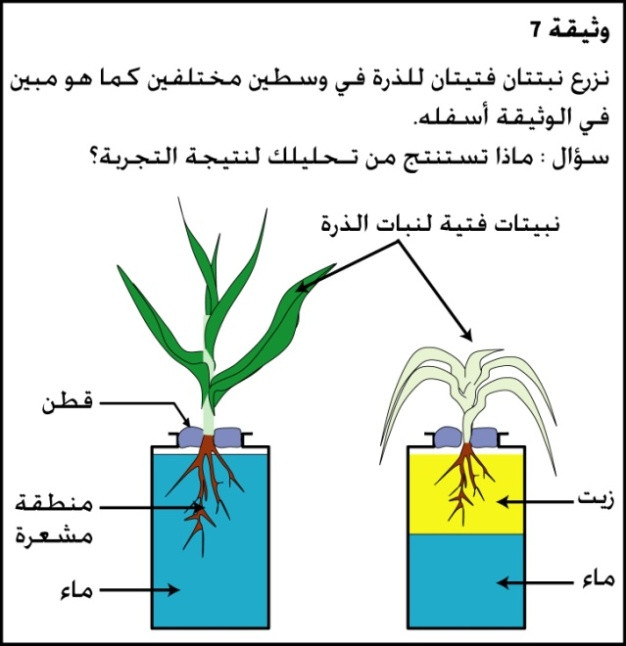 وثيقة 7
نزرع نبتتان فتيتان للذرة في وسطين مختلفين كما هو مبين
في الوثيقة أسفله.
سؤال : ماذا تستنتج من تحليلك لنتيجة التجربة؟
نبيتات فتية لنبات الذرة
قطن
منطقة
مشعرة
زيت
ماء
ماء